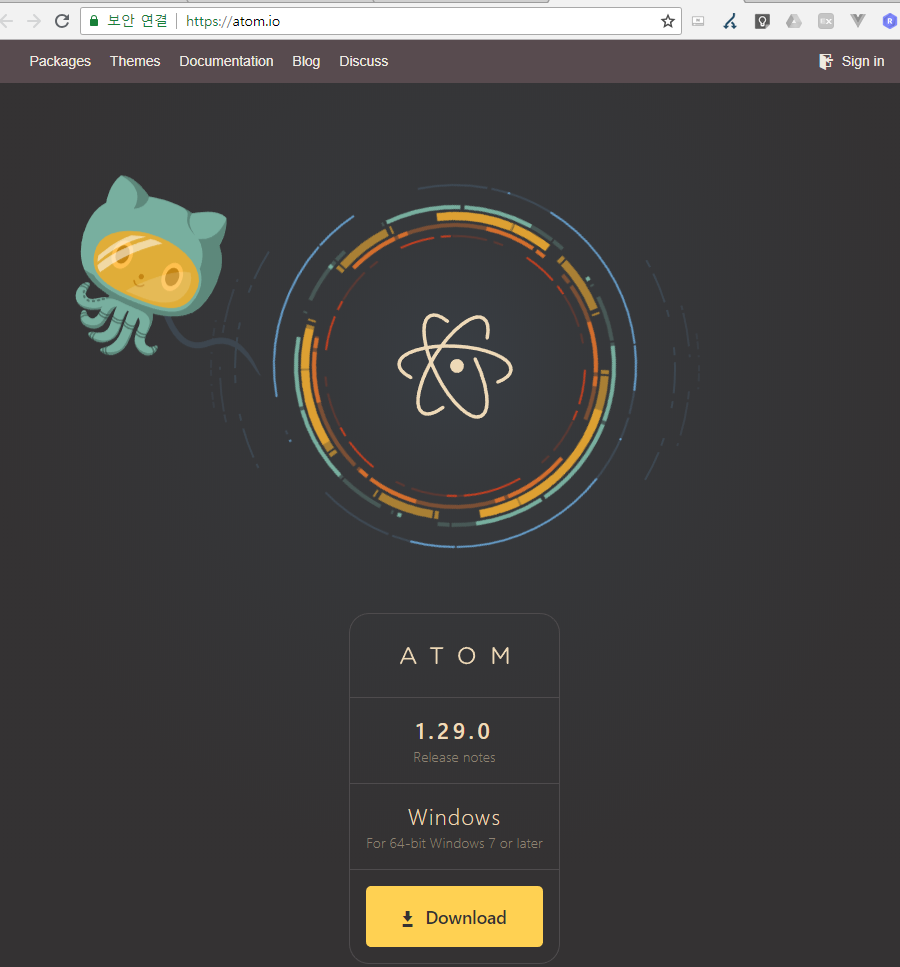 보안 연결 https://atom.io
Packages Themes Documentation Blog Discuss Sign in
ATOM
1.29.0
Release notes
Windows
For 64-bit Windows 7 or later
Download